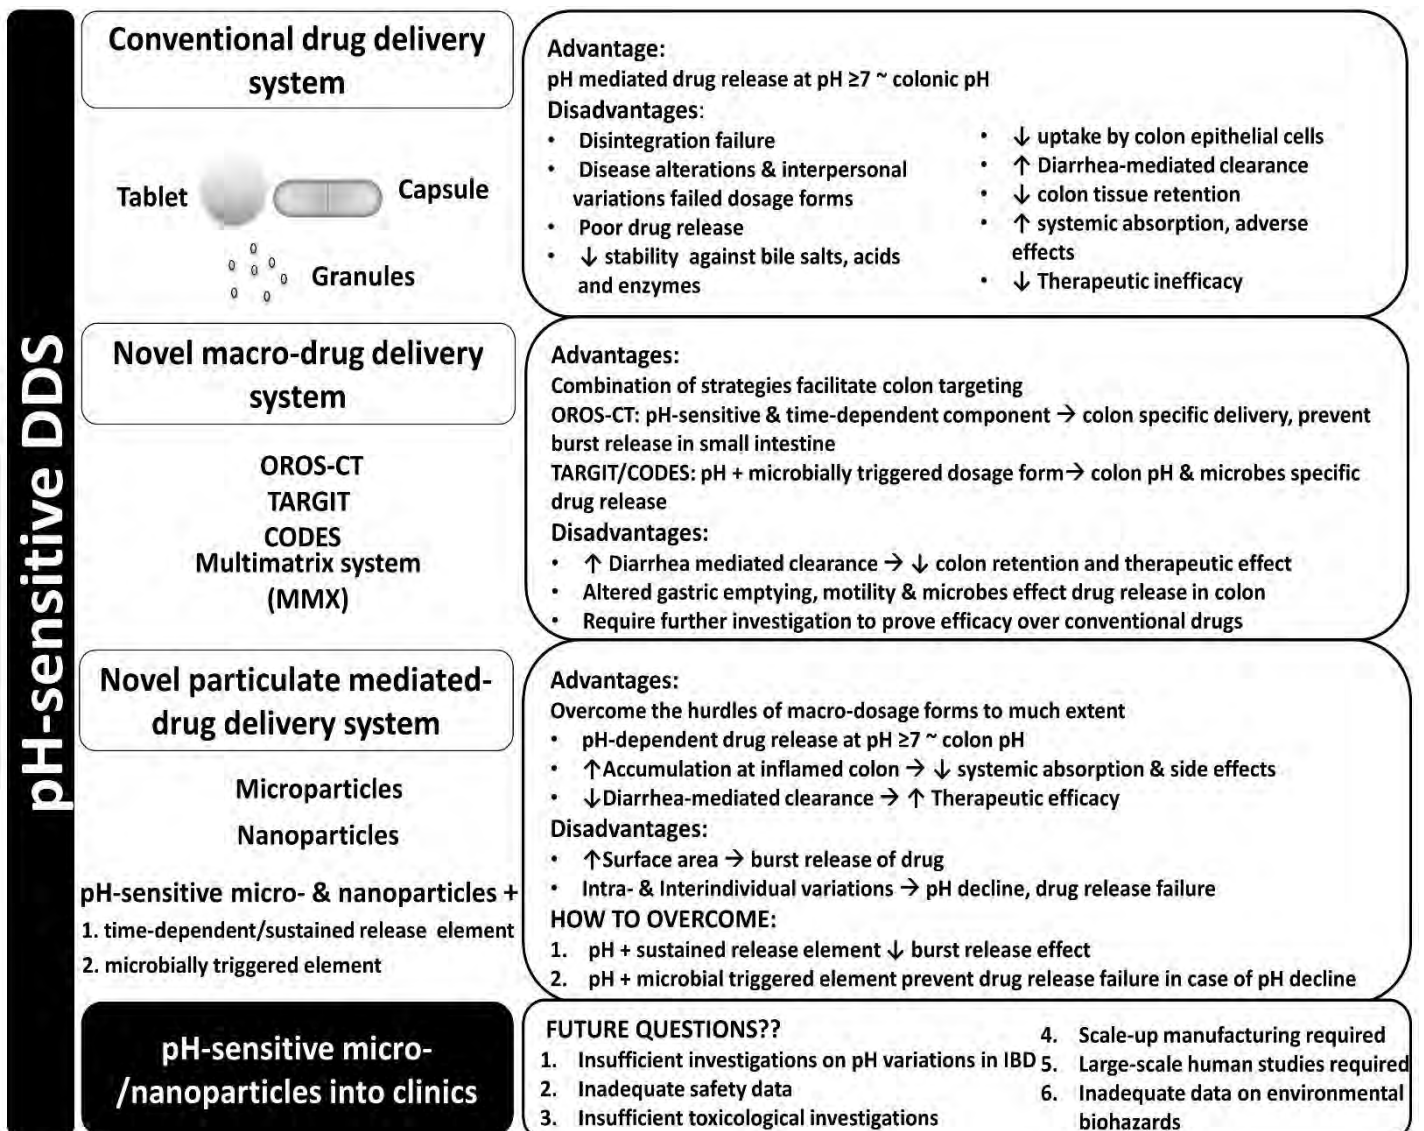 pH-sensitive DDS
Conventional drug delivery
system
Tablet
Capsule
Granules
Advantage:
pH mediated drug release at pH ≥7 ~ colonic pH
Disadvantages:
• Disintegration failure
• Disease alterations & interpersonal
variations failed dosage forms
• Poor drug release
• ↓ stability against bile salts, acids
and enzymes
• ↓ uptake by colon epithelial cells
• ↑ Diarrhea-mediated clearance
• ↓ colon tissue retention
• ↑ systemic absorption, adverse
effects
• ↓ Therapeutic inefficacy
Novel macro-drug delivery
system
OROS-CT
TARGIT
CODES
Multimatrix system
(MMX)
Advantages:
Combination of strategies facilitate colon targeting
OROS-CT: pH-sensitive & time-dependent component → colon specific delivery, prevent
burst release in small intestine
TARGIT/CODES: pH + microbially triggered dosage form→ colon pH & microbes specific
drug release
Disadvantages:
• ↑ Diarrhea mediated clearance → ↓ colon retention and therapeutic effect
• Altered gastric emptying, motility & microbes effect drug release in colon
• Require further investigation to prove efficacy over conventional drugs
Novel particulate mediated-
drug delivery system
Microparticles
Nanoparticles
pH-sensitive micro- & nanoparticles +
1. time-dependent/sustained release element
2. microbially triggered element
Advantages:
Overcome the hurdles of macro-dosage forms to much extent
• pH-dependent drug release at pH ≥7 ~ colon pH
• ↑Accumulation at inflamed colon → ↓ systemic absorption & side effects
• ↓Diarrhea-mediated clearance → ↑ Therapeutic efficacy
Disadvantages:
• ↑Surface area → burst release of drug
• Intra- & Interindividual variations → pH decline, drug release failure
HOW TO OVERCOME:
1. pH + sustained release element ↓ burst release effect
2. pH + microbial triggered element prevent drug release failure in case of pH decline
pH-sensitive micro-
/nanoparticles into clinics
FUTURE QUESTIONS??
1. Insufficient investigations on pH variations in IBD
2. Inadequate safety data
3. Insufficient toxicological investigations
4. Scale-up manufacturing required
5. Large-scale human studies required
6. Inadequate data on environmental
biohazards